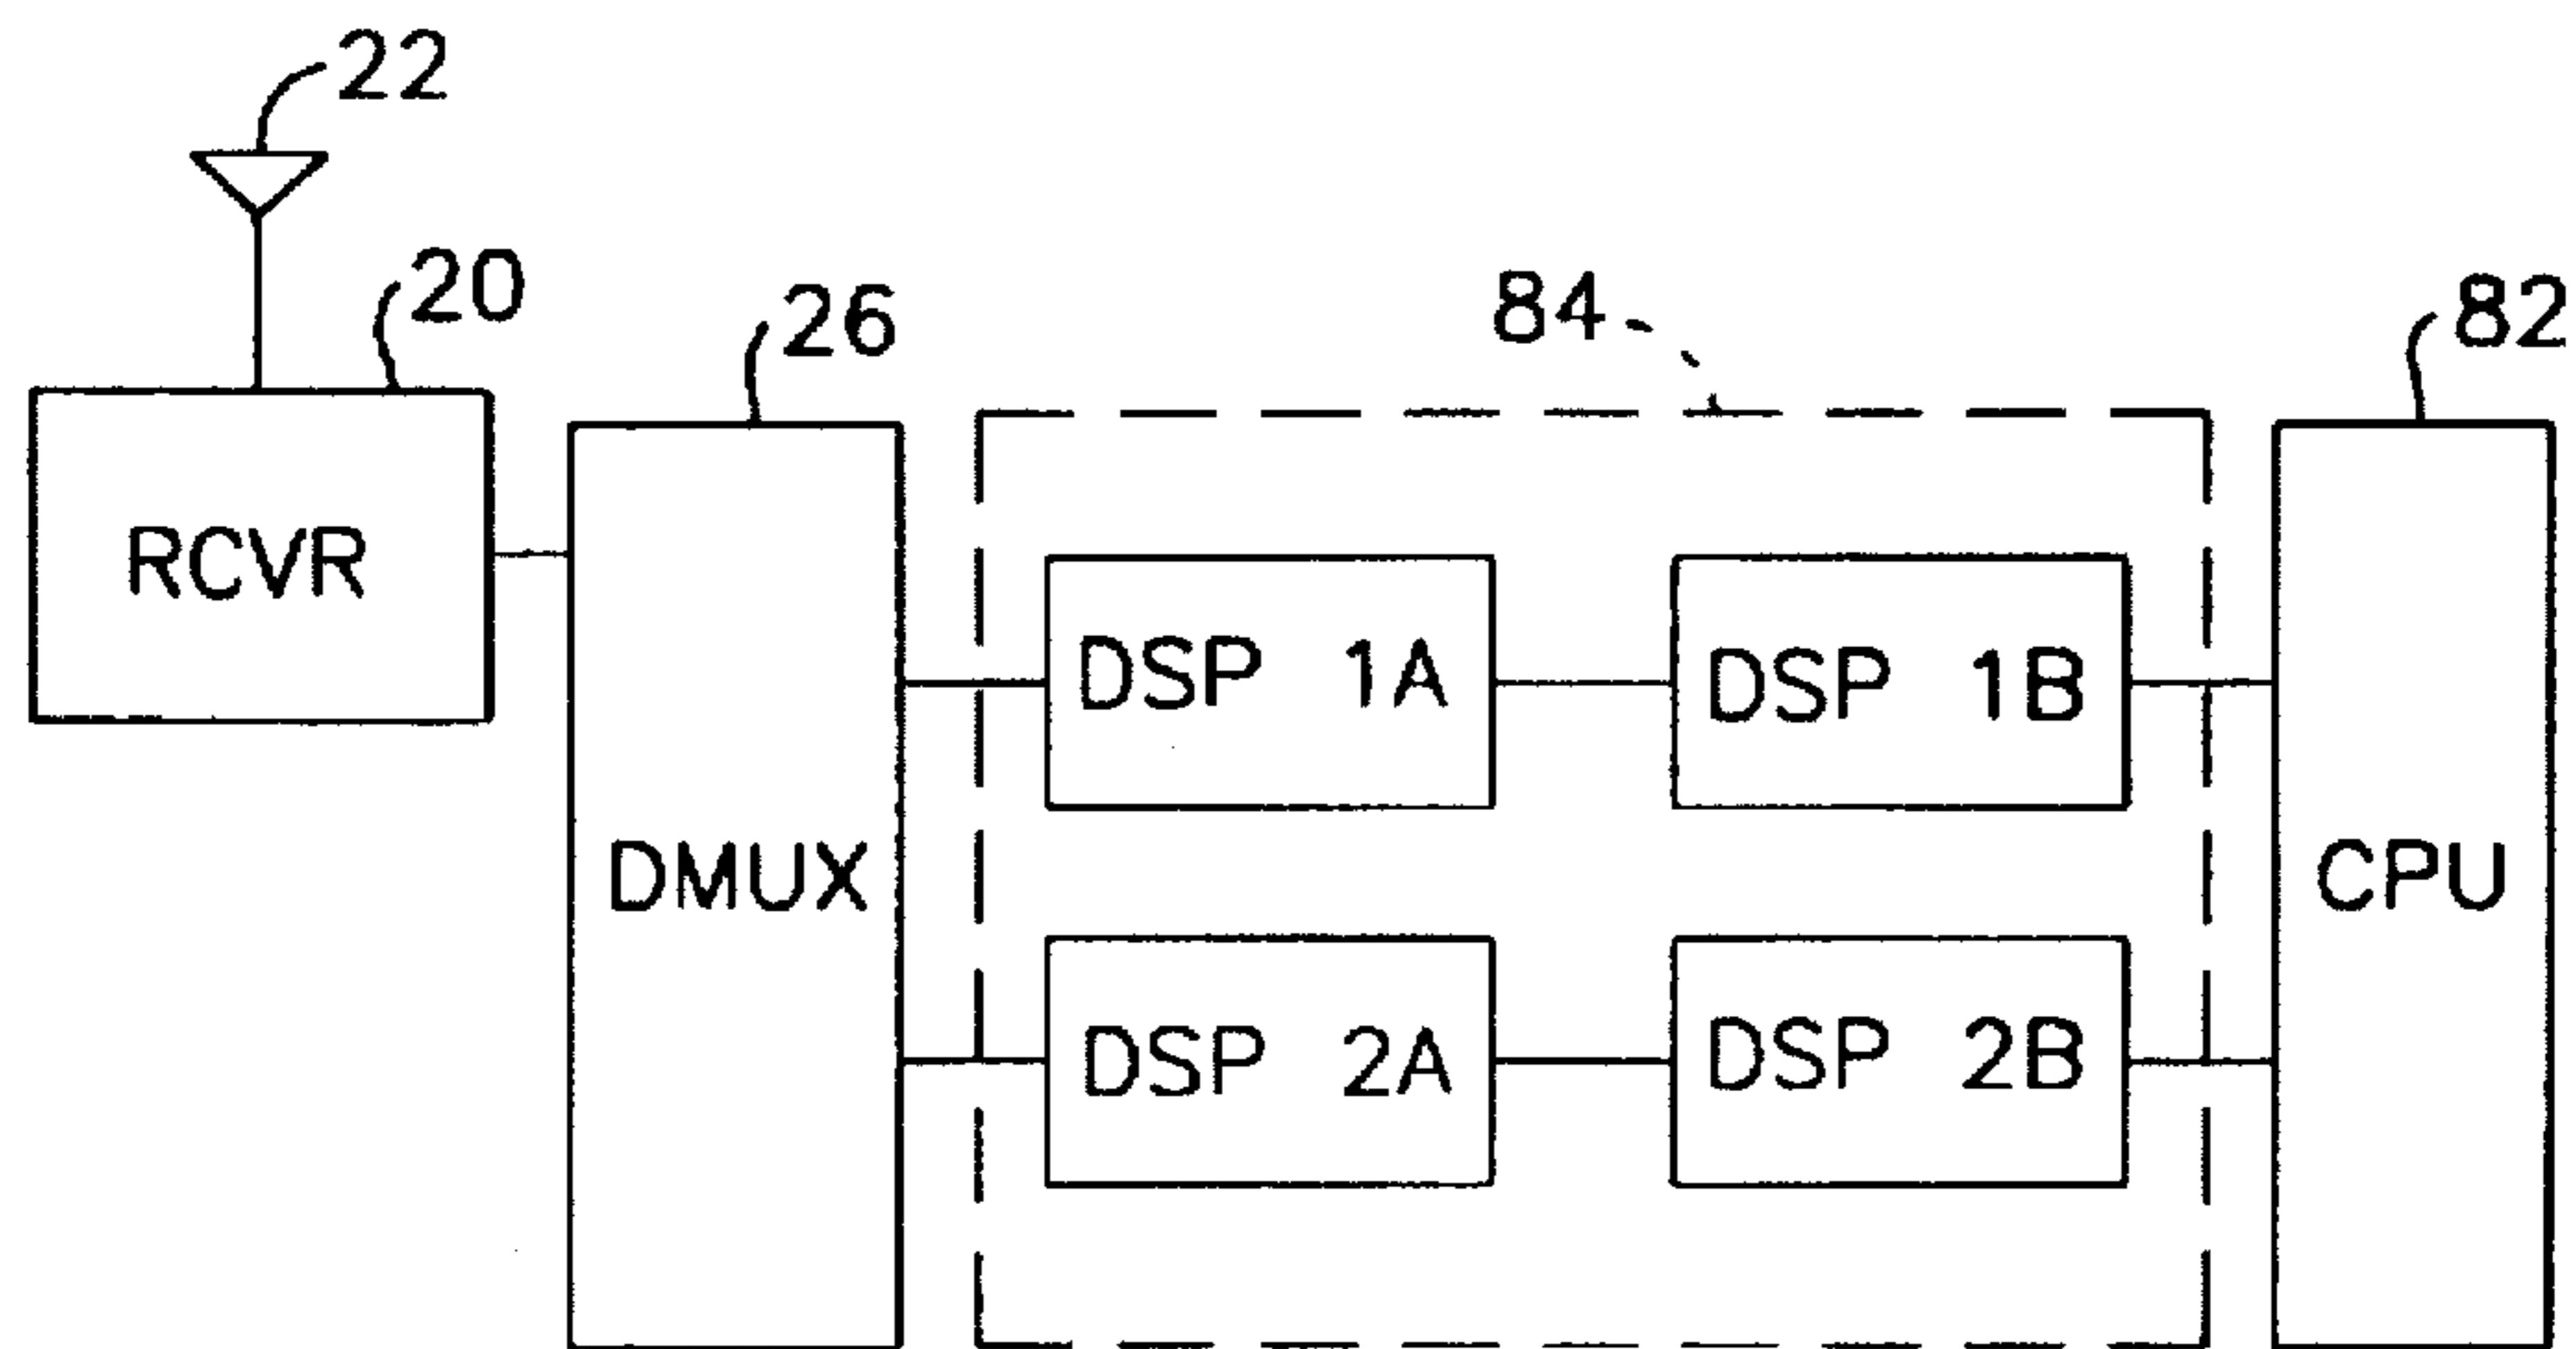 22
20
26
84
82
RCVR
DMUX
DSP 1A
DSP 1B
CPU
DSP 2A
DSP 2B